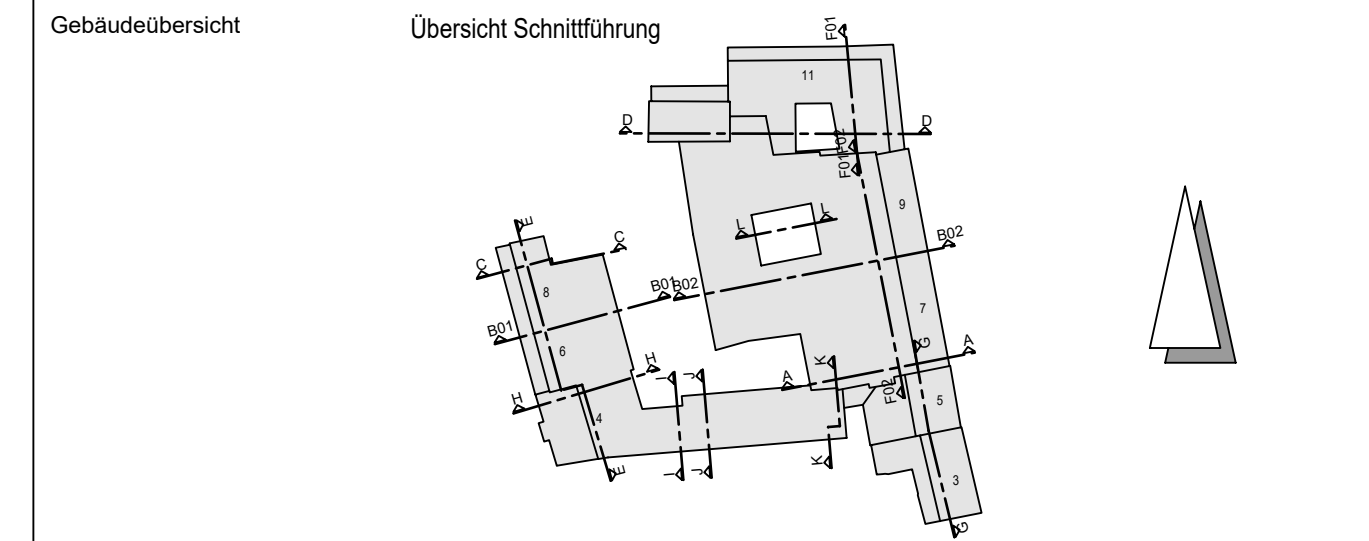 Gebäudeübersicht
Übersicht Schnittführung
F01
11
D
D
F02
F01
9
L
L
E
B02
C
C
8
B01
B02
7
B01
6
H
G
A
K
I
J
A
F02
H
4
5
E
I
J
K
3
G